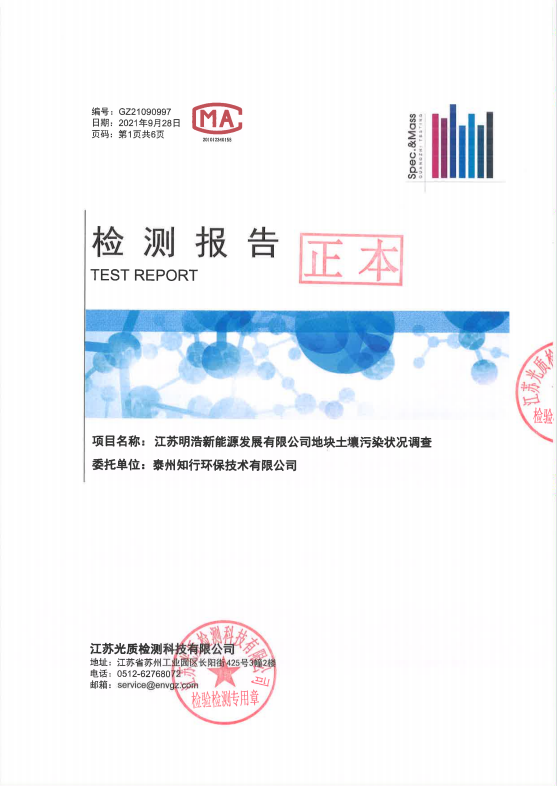 编号：GZ21090997
日期：2021年9月28日
页码：第1页共6页
MA
201012340155
Spec.&Mass
检测报告
TEST REPORT
正本
江苏光质检
检验
项目名称：江苏明浩新能源发展有限公司地块土壤污染状况调查
委托单位：泰州知行环保技术有限公司
江苏光质检测科技有限公司
地址：江苏省苏州工业园区长阳街425号3幢2楼
电话：0512-62768072
邮箱：service@envgz.com
江苏光质检测科技有限公司
检验检测专用章